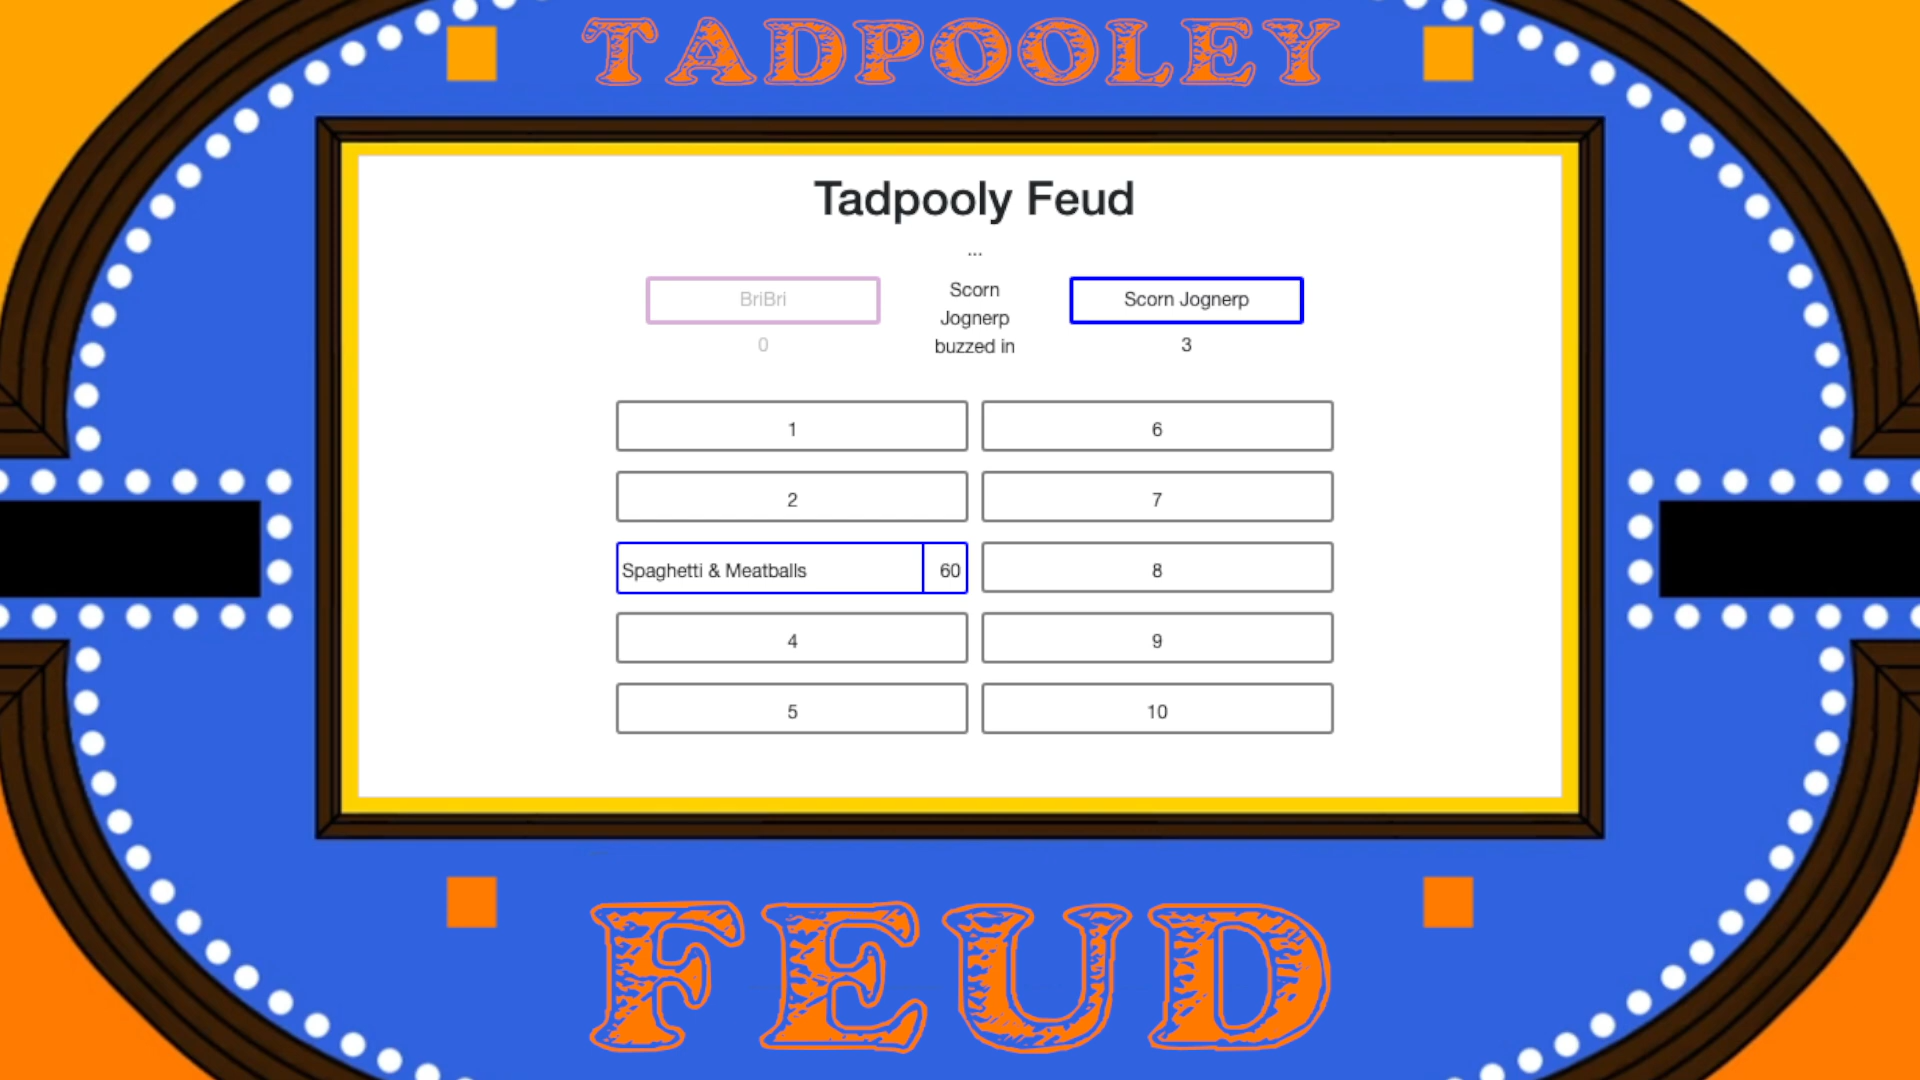 TADPOOLEY
Tadpooly Feud
...
BriBri
0
Scorn
Jognerp
buzzed in
Scorn Jognerp
3
1
2
Spaghetti & Meatballs 60
4
5
6
7
8
9
10
FEUD